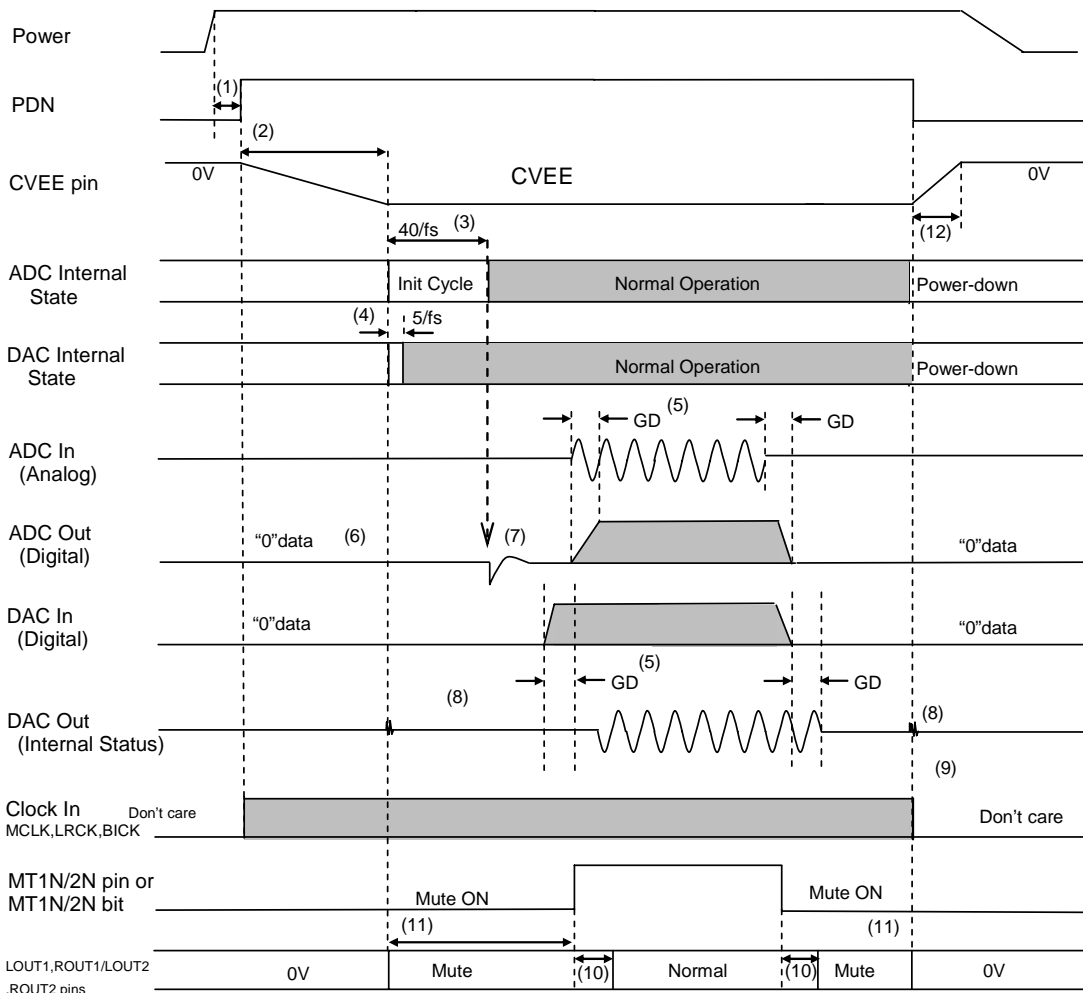 Power
(1)
PDN
(2)
0V
CVEE
0V
CVEE pin
40/fs
(3)
(12)
ADC Internal
State
Init Cycle
Normal Operation
Power-down
(4)
5/fs
DAC Internal
State
Normal Operation
Power-down
(5)
GD
GD
ADC In
(Analog)
ADC Out
(Digital)
“0”data
(6)
(7)
“0”data
DAC In
(Digital)
“0”data
“0”data
(5)
GD
GD
(8)
(8)
DAC Out
(Internal Status)
(9)
Clock In
Don’t care
Don’t care
MCLK,LRCK,BICK
MT1N/2N pin or
MT1N/2N bit
Mute ON
Mute ON
(11)
(11)
LOUT1,ROUT1/LOUT2
,ROUT2 pins
0V
Mute
(10)
Normal
(10)
Mute
0V